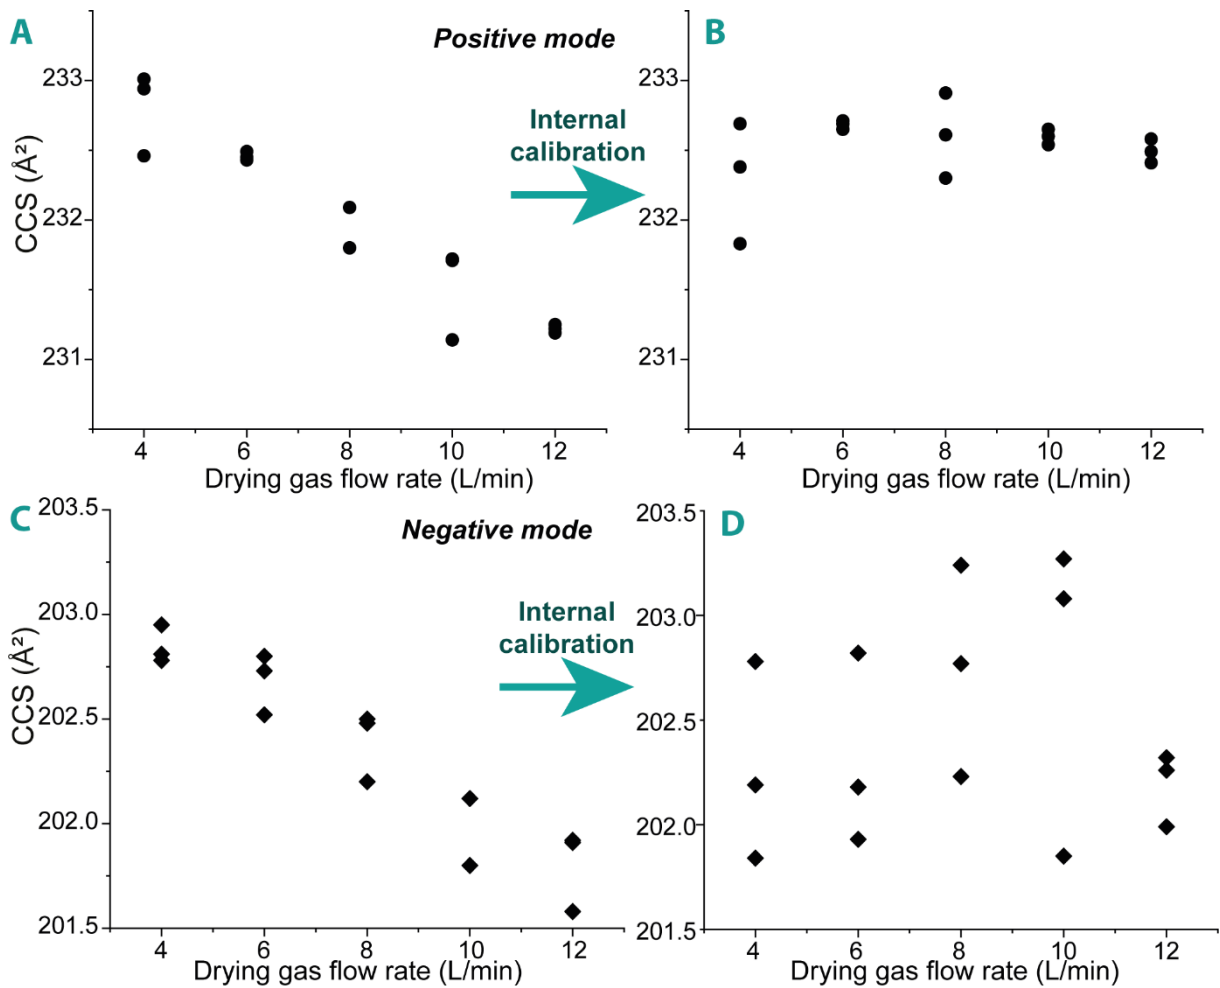 A
Positive mode
B
233
232
231
CCS (Å²)
4 6 8 10 12
Drying gas flow rate (L/min)
Internal
calibration
233
232
231
4 6 8 10 12
Drying gas flow rate (L/min)
C
Negative mode
D
203.5
203.0
202.5
202.0
201.5
CCS (Å²)
4 6 8 10 12
Drying gas flow rate (L/min)
Internal
calibration
203.5
203.0
202.5
202.0
201.5
4 6 8 10 12
Drying gas flow rate (L/min)